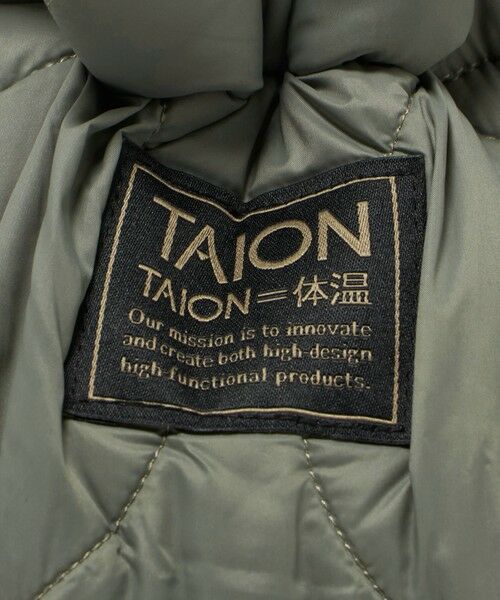 TAION
TAION=体温
Our mission is to innovate
and create both high-design
high-functional products.